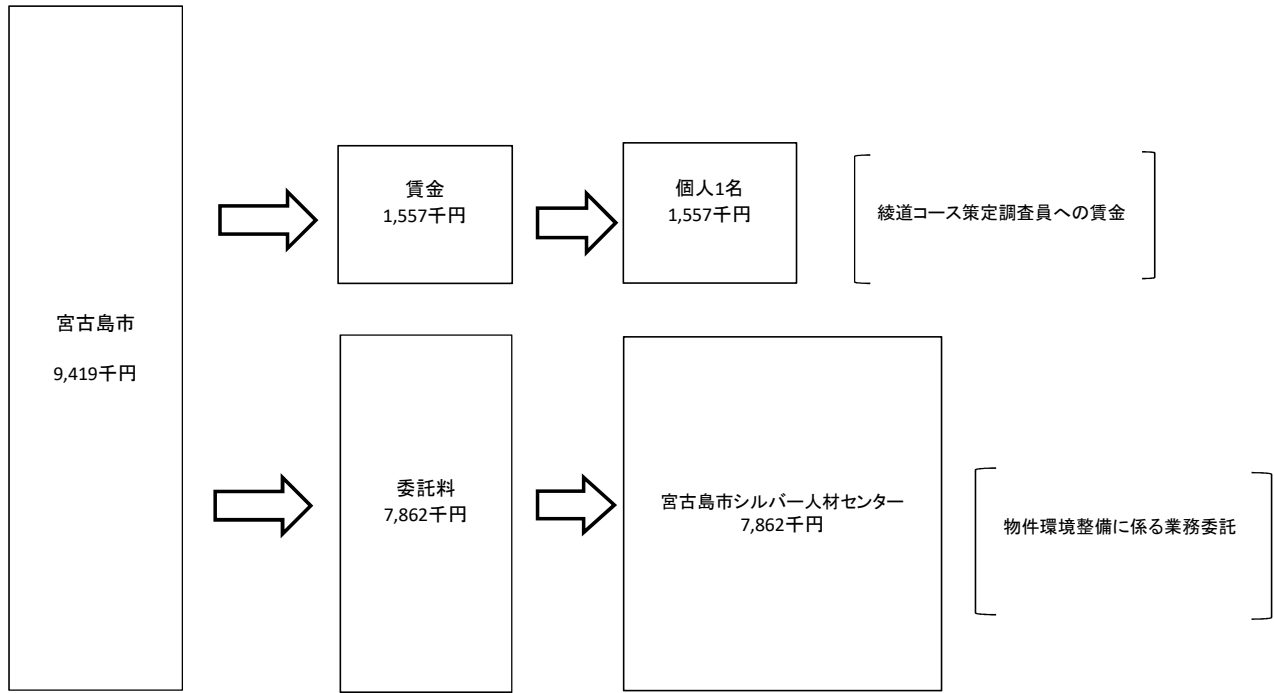 宮古島市
9,419千円
賃金
1,557千円
個人1名
1,557千円
綾道コース策定調査員への賃金
委託料
7,862千円
宮古島市シルバー人材センター
7,862千円
物件環境整備に係る業務委託